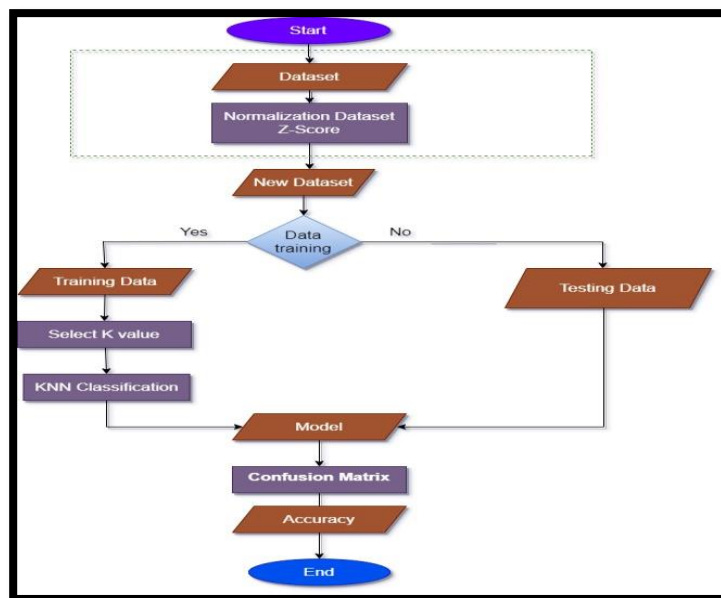 Start
Dataset
Normalization Dataset
Z-Score
New Dataset
Data
training
Yes
No
Training Data
Testing Data
Select K value
KNN Classification
Model
Confusion Matrix
Accuracy
End